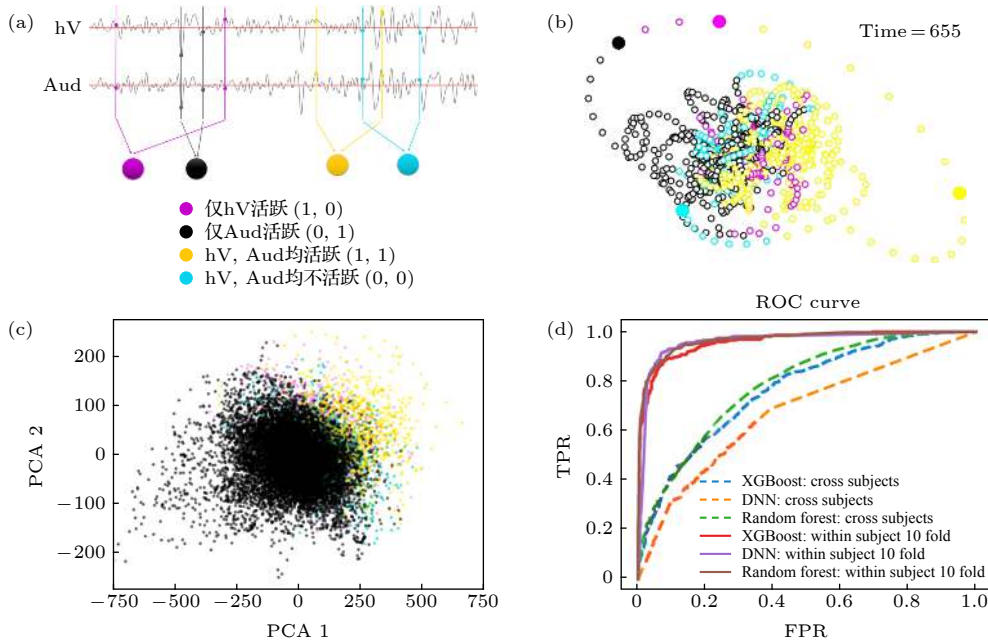 (a)
hV
Aud
仅hV活跃 (1, 0)
仅Aud活跃 (0, 1)
hV, Aud均活跃 (1, 1)
hV, Aud均不活跃 (0, 0)
(b)
Time = 655
(c)
200
100
0
−100
−200
PCA 2
−750
−500
−250
0
250
500
750
PCA 1
ROC curve
(d)
1.0
0.8
0.6
0.4
0.2
0
TPR
XGBoost: cross subjects
DNN: cross subjects
Random forest: cross subjects
XGBoost: within subject 10 fold
DNN: within subject 10 fold
Random forest: within subject 10 fold
0
0.2
0.4
0.6
0.8
1.0
FPR